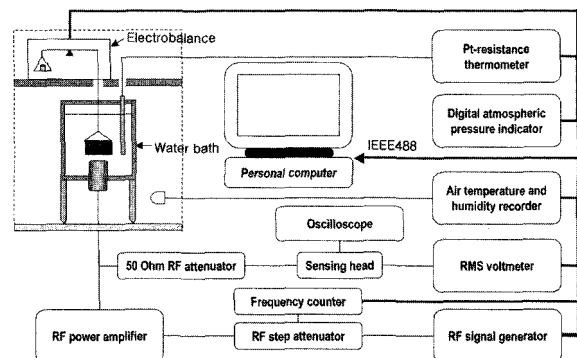 Electrobalance
Pt-resistance
thermometer
Digital atmospheric
pressure indicator
Water bath
IEEE488
Personal computer
Air temperature and
humidity recorder
Oscilloscope
50 Ohm RF attenuator
Sensing head
RMS voltmeter
Frequency counter
RF power amplifier
RF step attenuator
RF signal generator